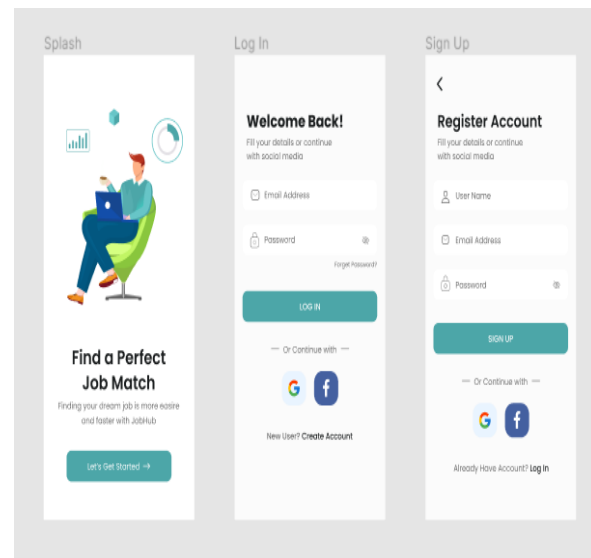 Splash
Find a Perfect
Job Match
Finding your dream job is more easire
and faster with JobHub
Let's Get Started →
Log In
Welcome Back!
Fill your details or continue
with social media
Email Address
Password
Forget Password?
LOG IN
Or Continue with
G f
New User? Create Account
Sign Up
Register Account
Fill your details or continue
with social media
User Name
Email Address
Password
SIGN UP
Or Continue with
G f
Already Have Account? Log In